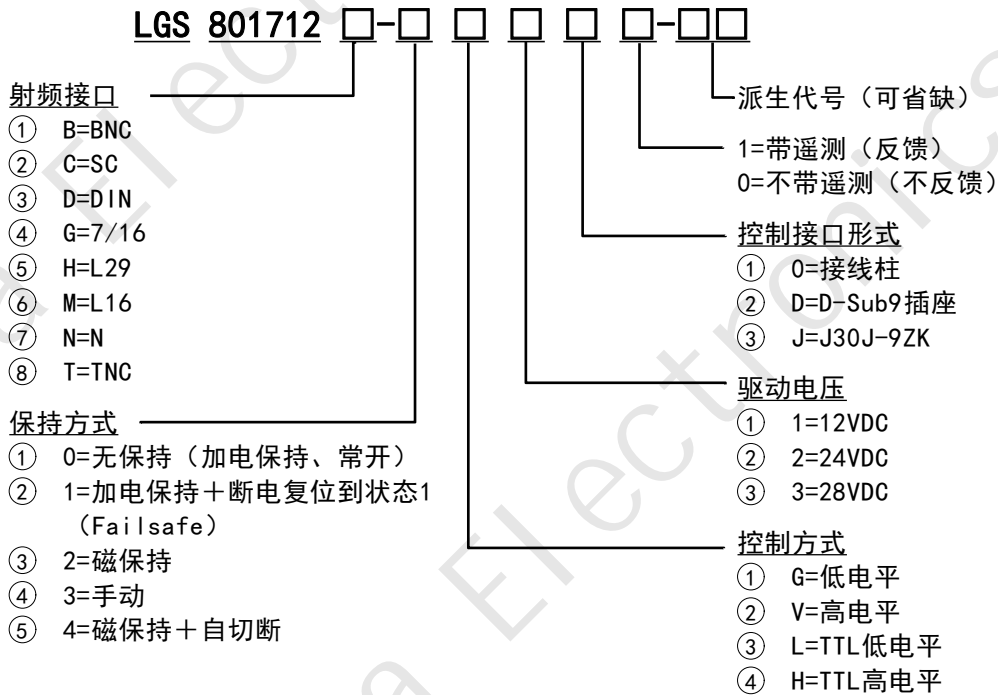 LGS 801712 □-□ □ □ □ □-□□
射频接口
① B=BNC
② C=SC
③ D=DIN
④ G=7/16
⑤ H=L29
⑥ M=L16
⑦ N=N
⑧ T=TNC
保持方式
① 0=无保持（加电保持、常开）
② 1=加电保持＋断电复位到状态1
（Failsafe）
③ 2=磁保持
④ 3=手动
⑤ 4=磁保持＋自切断
派生代号（可省缺）
1=带遥测（反馈）
0=不带遥测（不反馈）
控制接口形式
① 0=接线柱
② D=D-Sub9插座
③ J=J30J-9ZK
驱动电压
① 1=12VDC
② 2=24VDC
③ 3=28VDC
控制方式
① G=低电平
② V=高电平
③ L=TTL低电平
④ H=TTL高电平